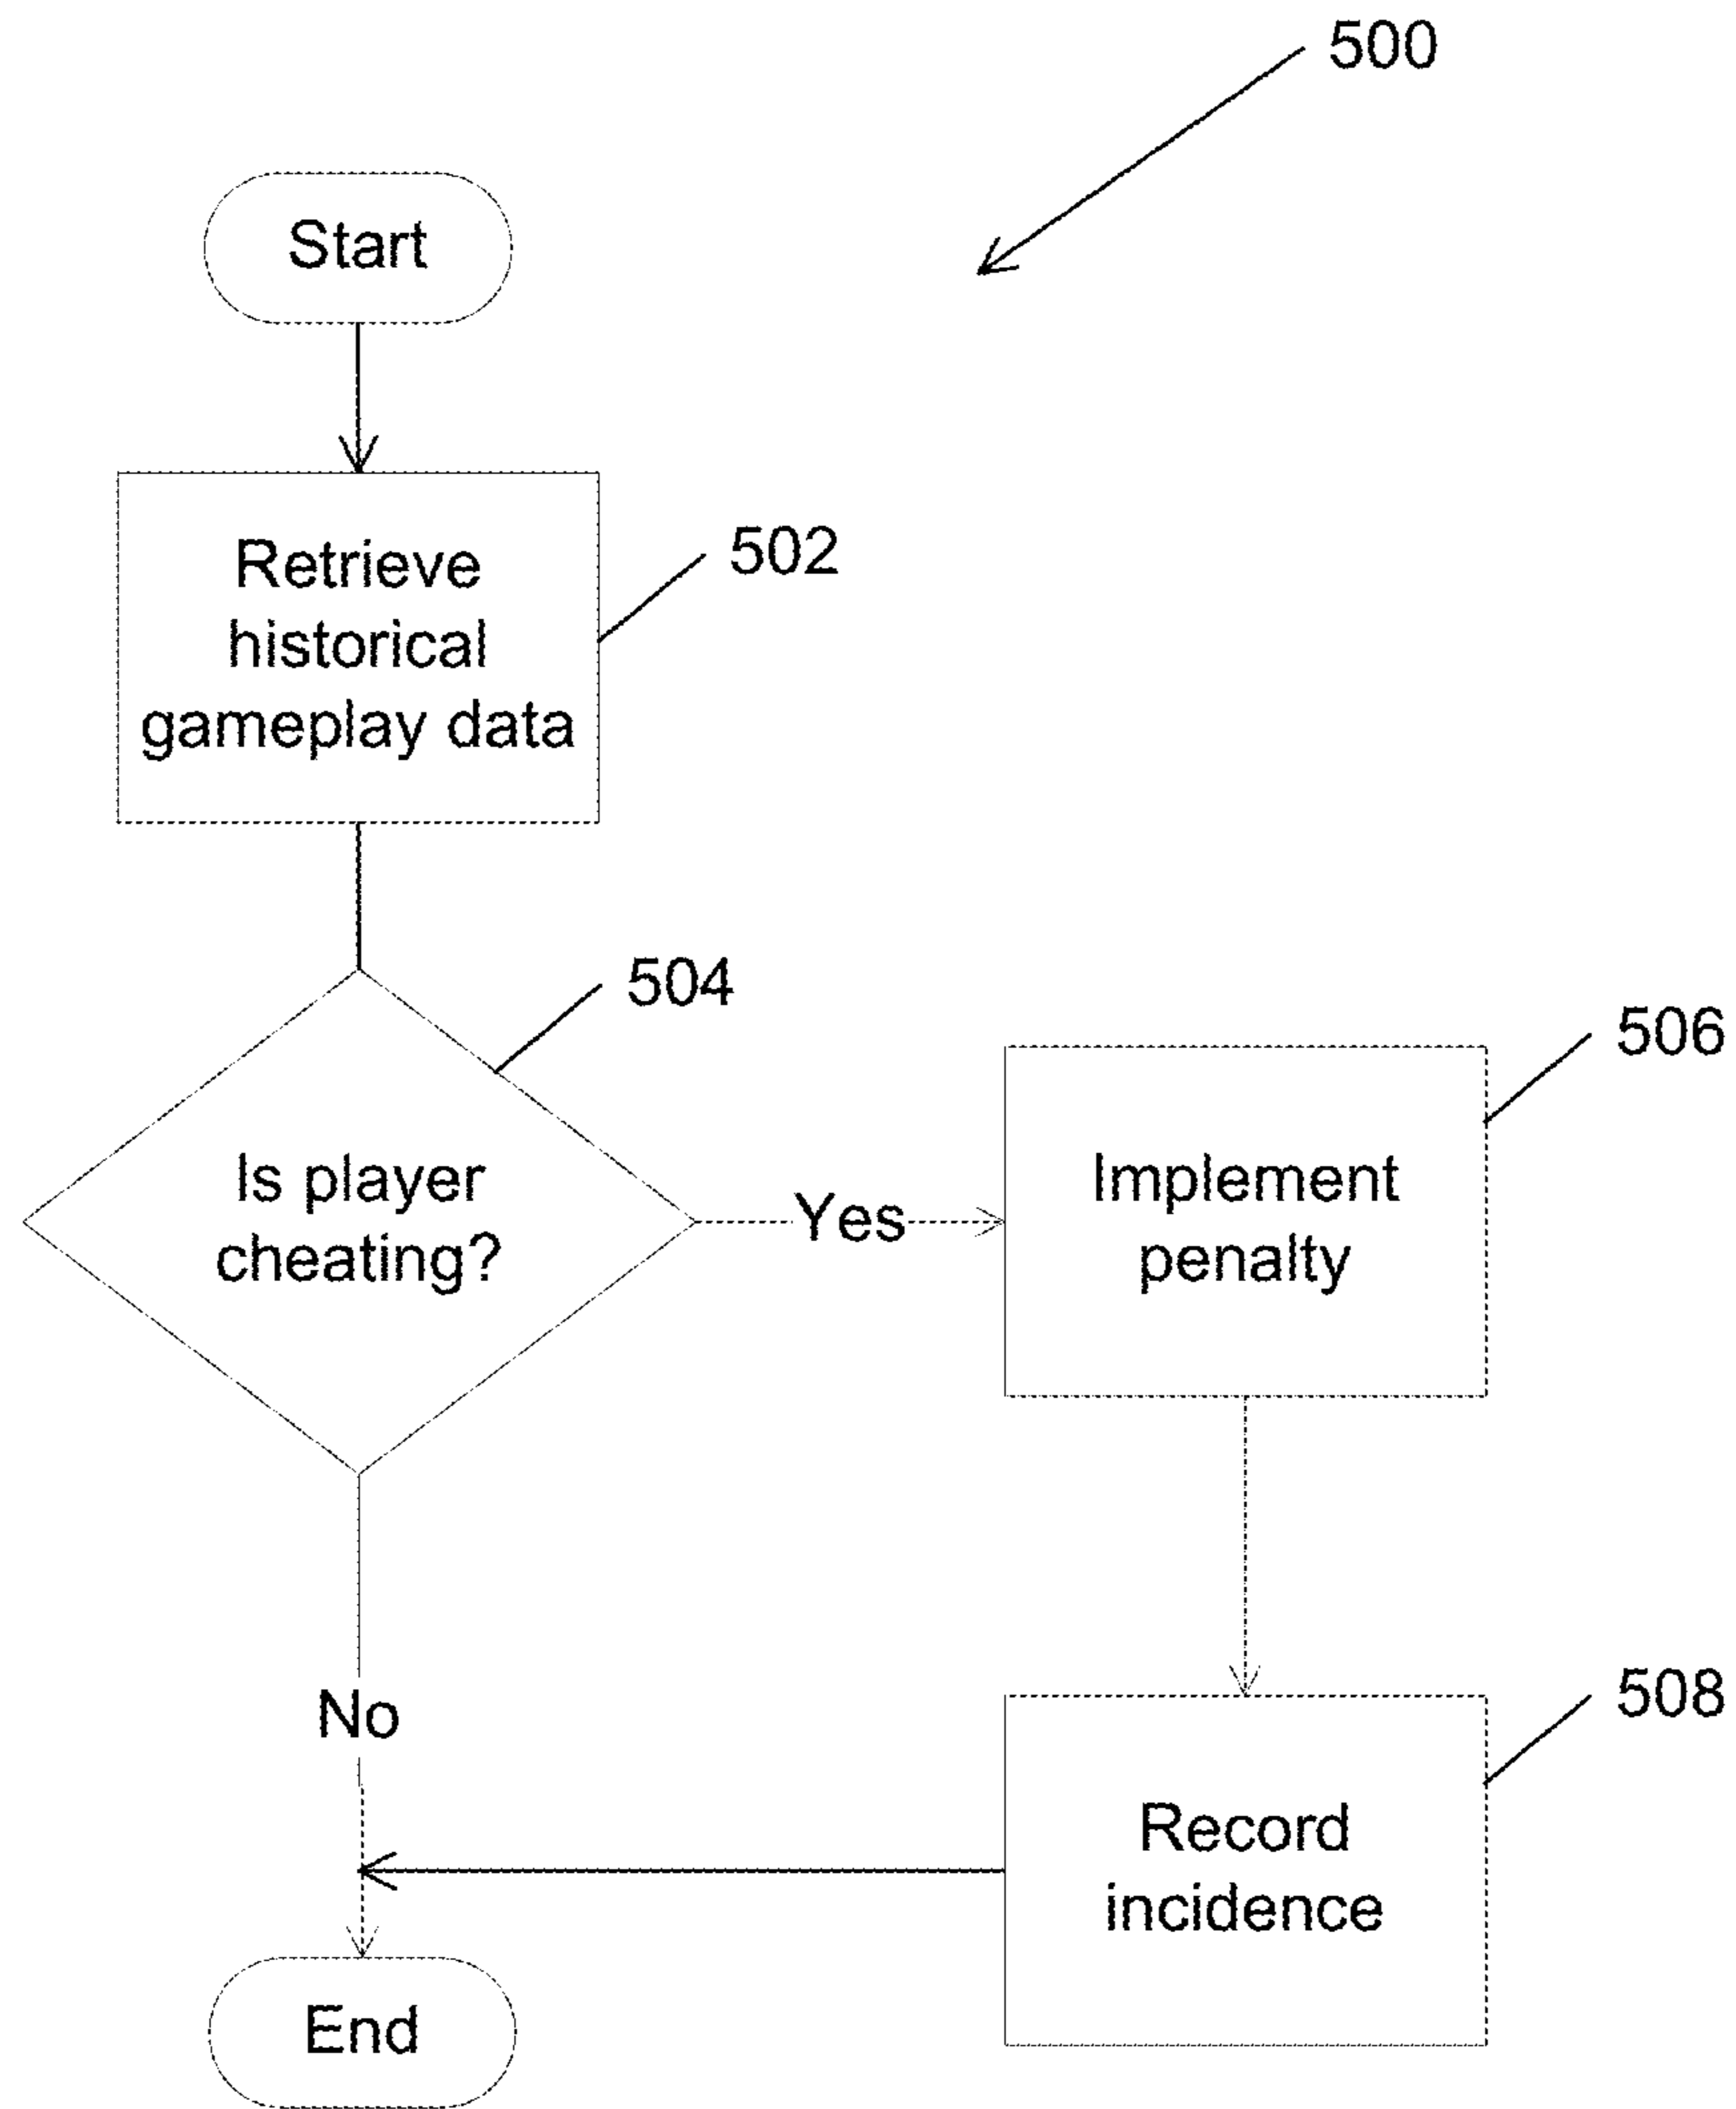 500
Start
Retrieve
historical
gameplay data
502
504
Is player
cheating?
Yes
506
Implement
penalty
No
508
Record
incidence
End